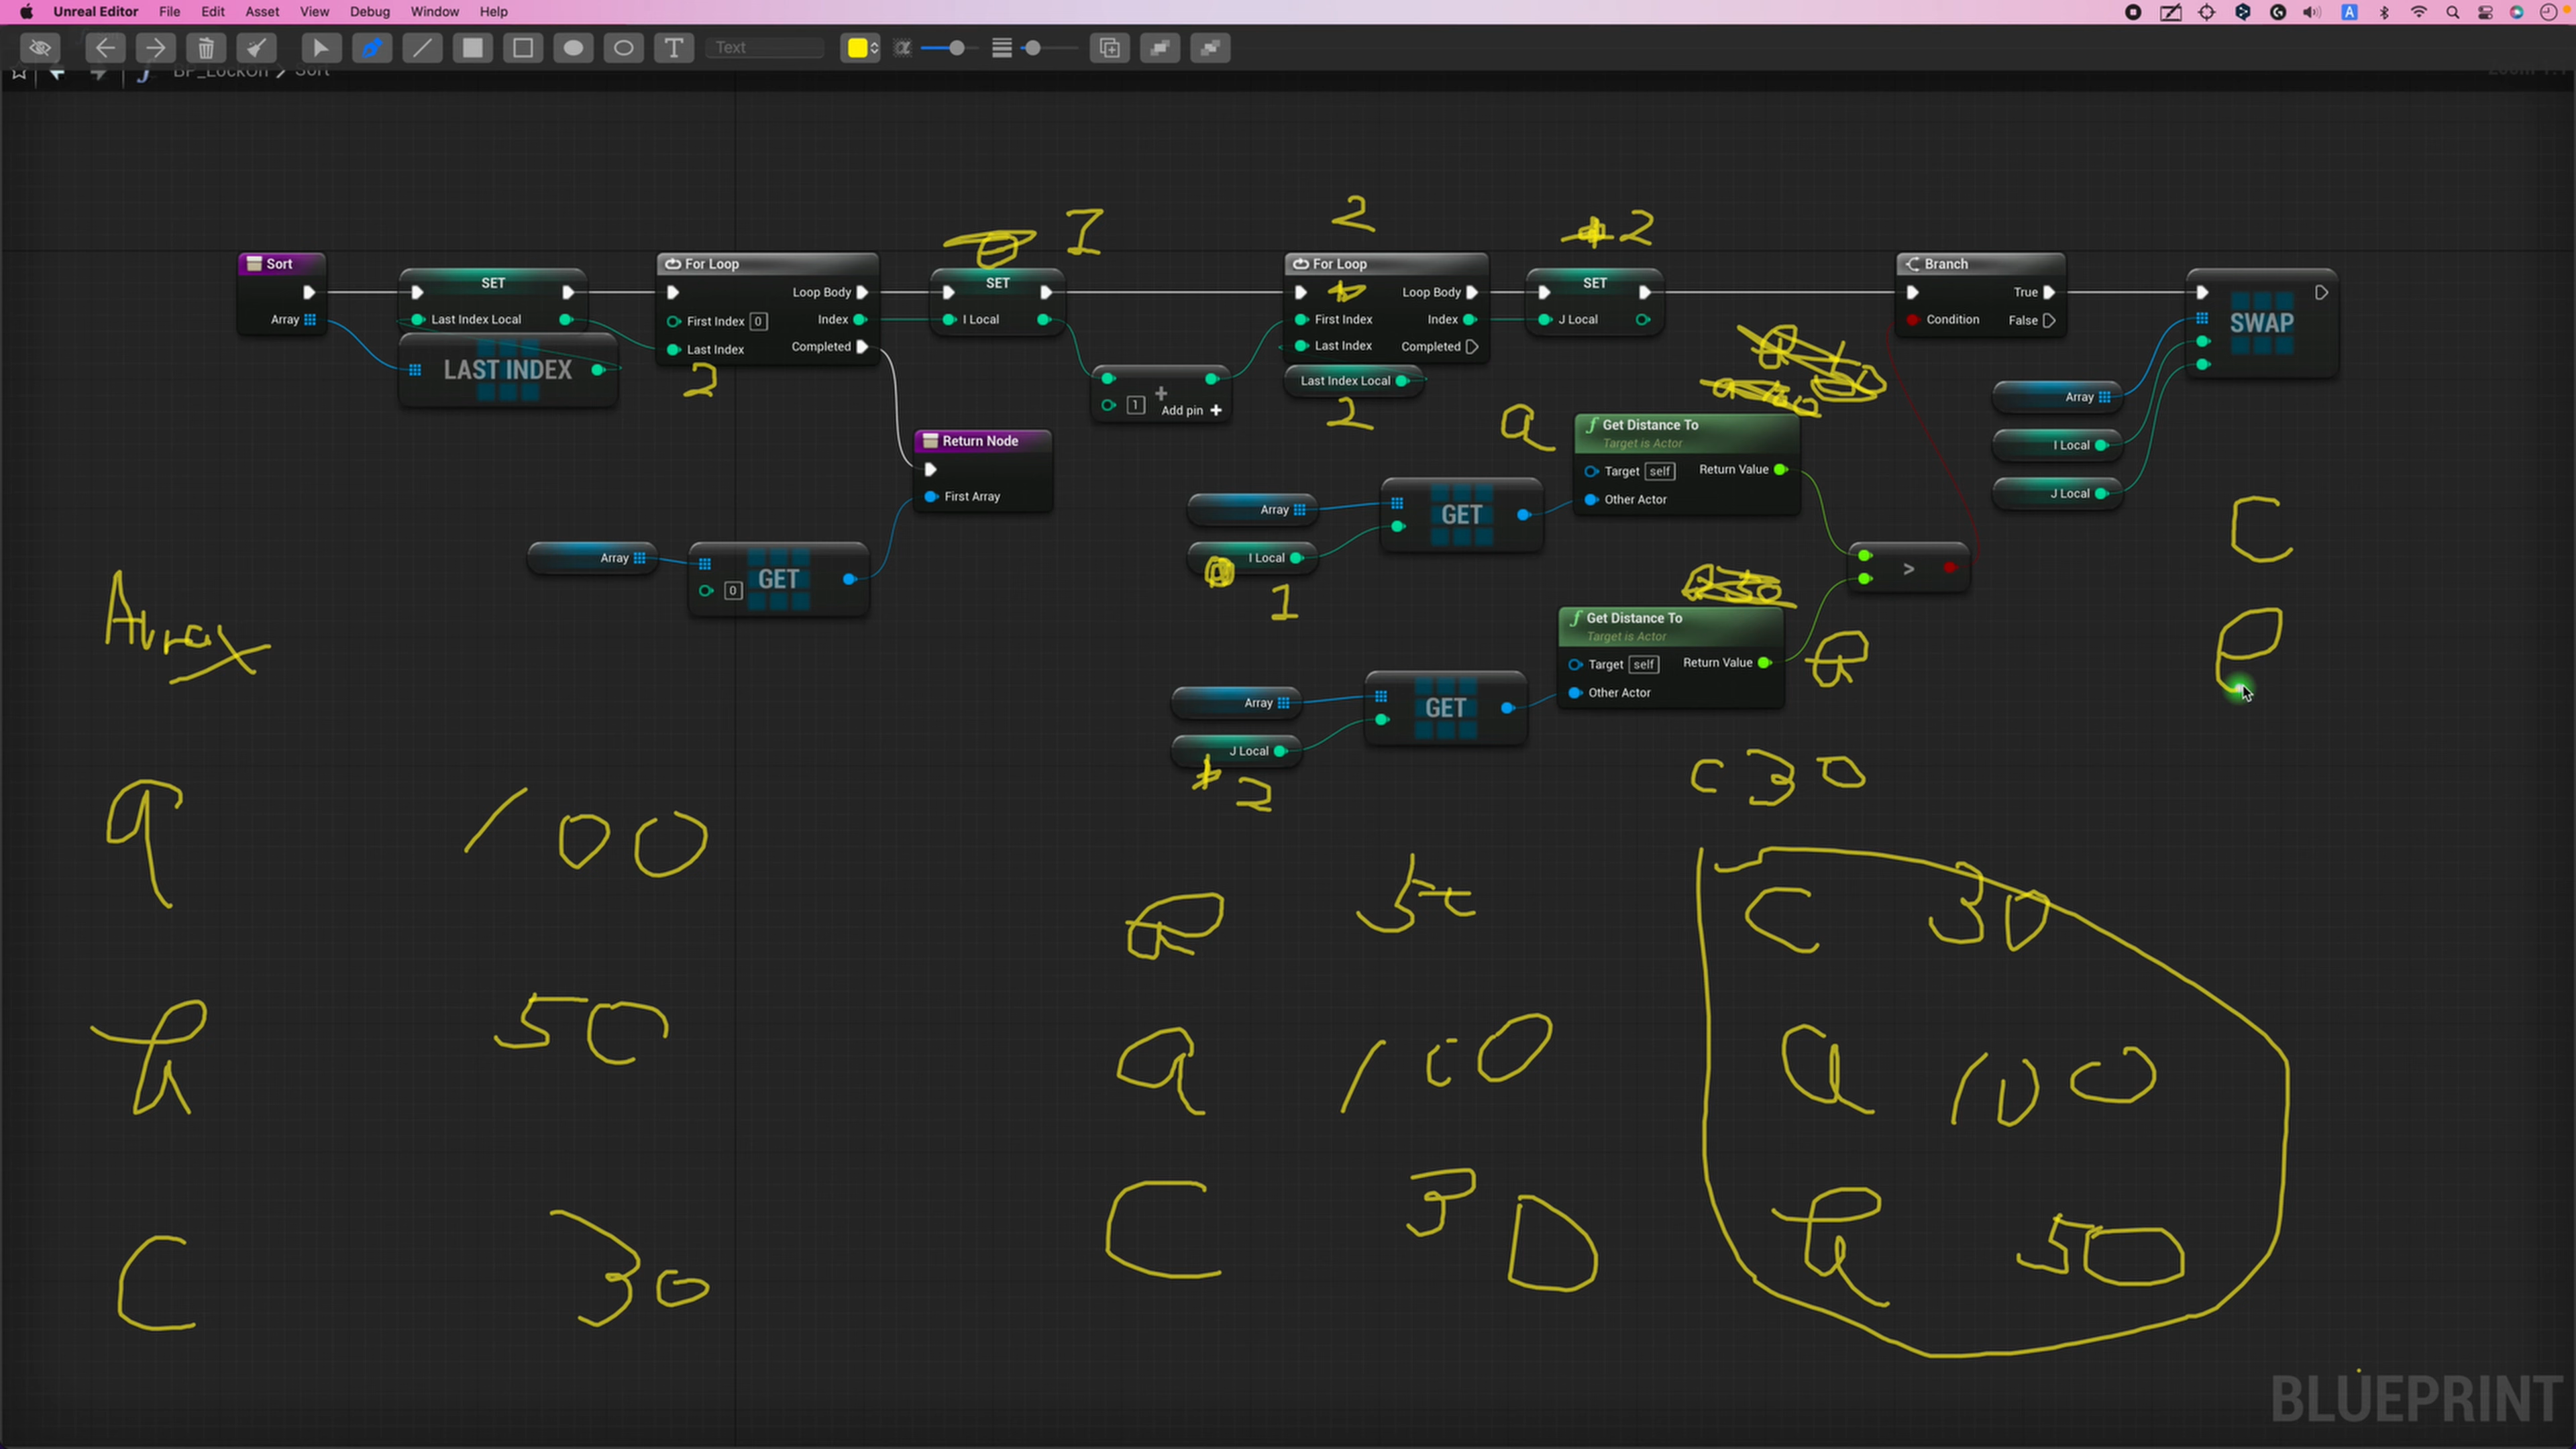 Unreal Editor File Edit Asset View Debug Window Help
A
Text
BP_LockOn > Sort
2
I 2
Sort
SET
For Loop
SET
For Loop
SET
Branch
SWAP
Loop Body
Loop Body
True
Array
Last Index Local
First Index 0
Index
I Local
First Index
Index
J Local
Condition
False
LAST INDEX
Last Index
Completed
Last Index
Completed
2
+
1
Add pin
Last Index Local
2
Array
I Local
J Local
Return Node
First Array
a
Get Distance To
Target is Actor
Target self
Return Value
Other Actor
Array
I Local
GET
1
Array
0
GET
>
Get Distance To
Target is Actor
Target self
Return Value
Other Actor
Array
J Local
GET
2
C
Array
C 30
a 100
50
C 30
a 100
C 30
C 30
a 100
50
BLUEPRINT